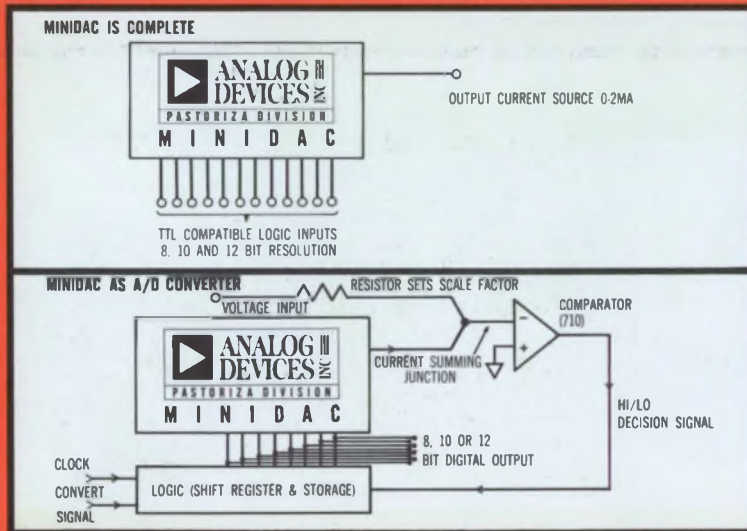 MINIDAC IS COMPLETE
ANALOG
DEVICES INC
PASTORIZA DIVISION
MINIDAC
OUTPUT CURRENT SOURCE 0-2MA
TTL COMPATIBLE LOGIC INPUTS
8, 10 AND 12 BIT RESOLUTION
MINIDAC AS A/D CONVERTER
RESISTOR SETS SCALE FACTOR
VOLTAGE INPUT
COMPARATOR
(710)
ANALOG
DEVICES INC
PASTORIZA DIVISION
MINIDAC
CURRENT SUMMING
JUNCTION
-
+
HI/LO
DECISION SIGNAL
8, 10 OR 12
BIT DIGITAL OUTPUT
CLOCK
CONVERT
SIGNAL
LOGIC (SHIFT REGISTER & STORAGE)